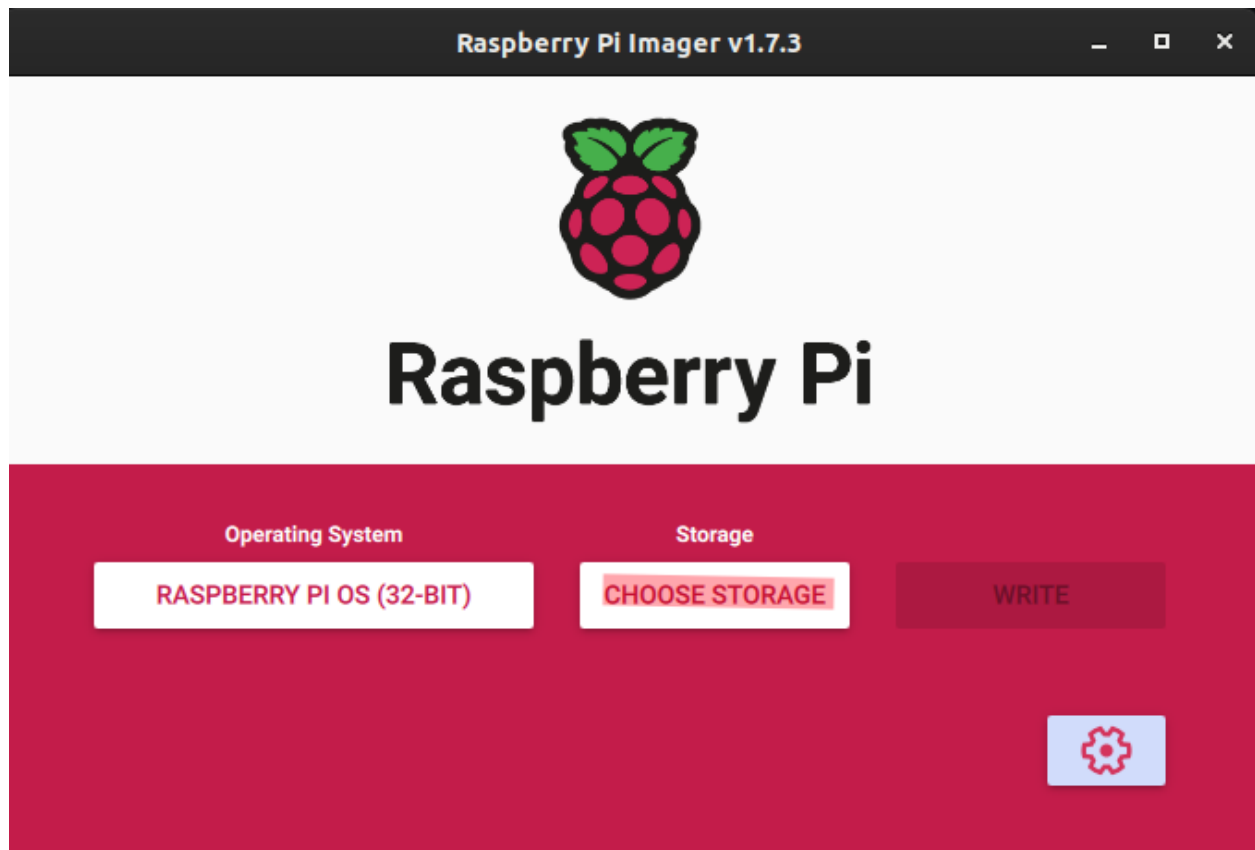 Raspberry Pi Imager v1.7.3
Raspberry Pi
Operating System
Storage
RASPBERRY PI OS (32-BIT)
CHOOSE STORAGE
WRITE